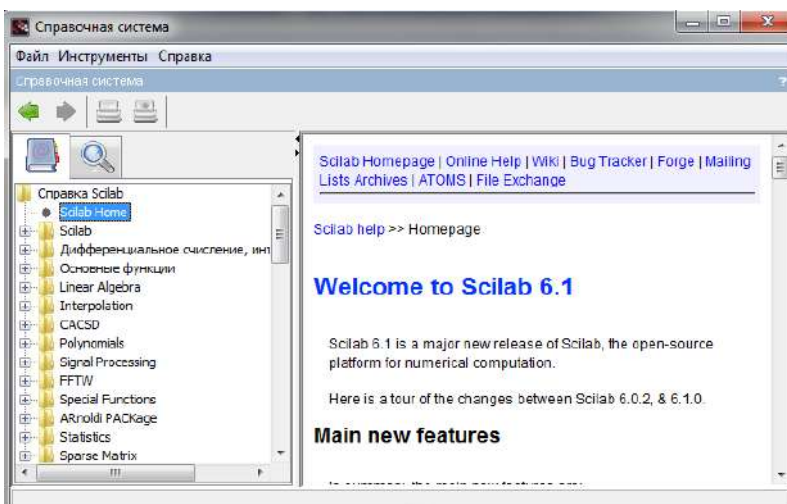 Справочная система
Файл Инструменты Справка
Справочная система
?
Справка Scilab
Scilab Home
Scilab
Дифференциальное счисление, инт
Основные функции
Linear Algebra
Interpolation
CACSD
Polynomials
Signal Processing
FFTW
Special Functions
ARnoldi PACKage
Statistics
Sparse Matrix
Scilab Homepage | Online Help | Wiki | Bug Tracker | Forge | Mailing
Lists Archives | ATOMS | File Exchange
Scilab help >> Homepage
Welcome to Scilab 6.1
Scilab 6.1 is a major new release of Scilab, the open-source
platform for numerical computation.
Here is a tour of the changes between Scilab 6.0.2, & 6.1.0.
Main new features